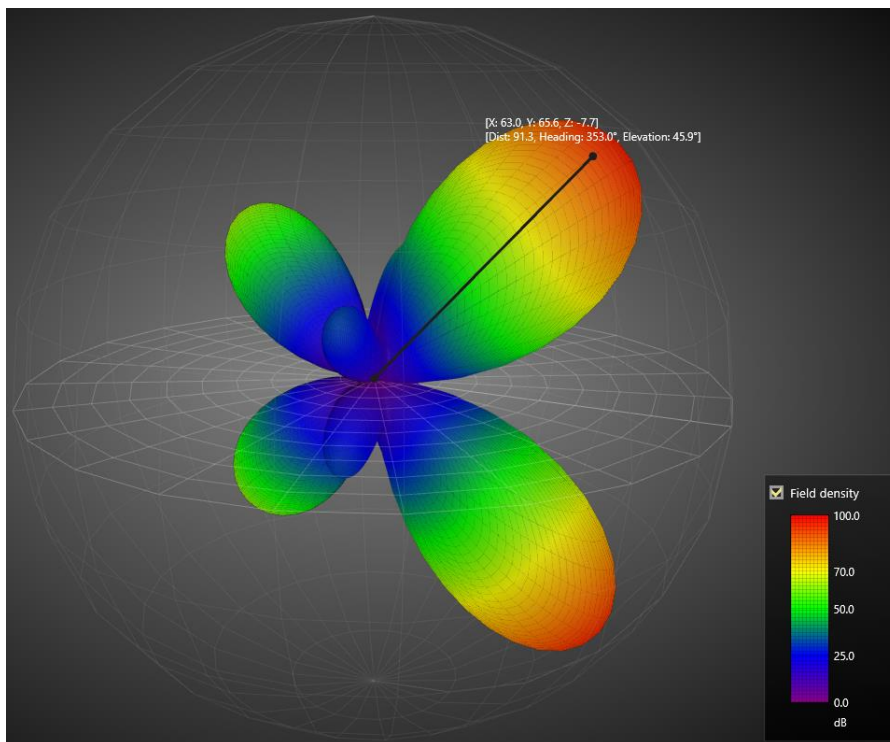 [X: 63.0, Y: 65.6, Z: -7.7]
[Dist: 91.3, Heading: 353.0°, Elevation: 45.9°]
Field density
100.0
70.0
50.0
25.0
0.0
dB